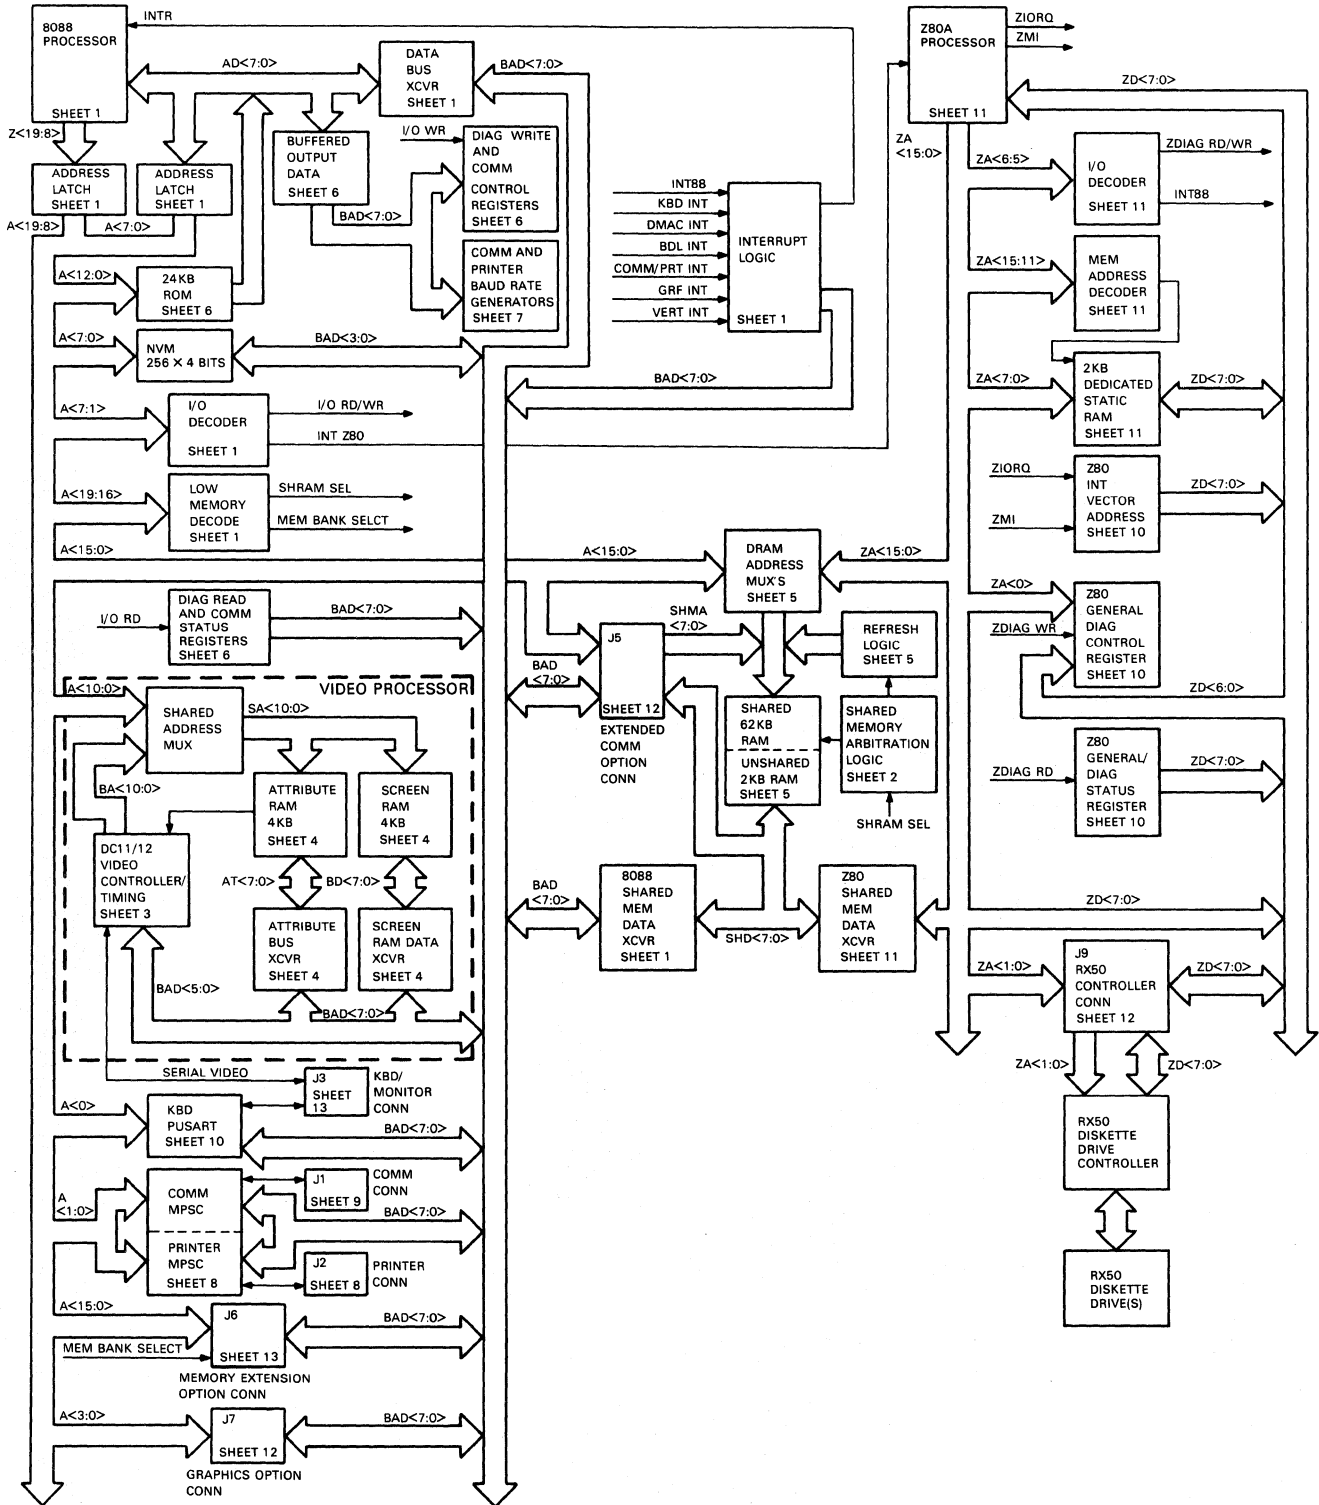 8088
PROCESSOR
SHEET 1
INTR
AD<7:0>
DATA
BUS
XCVR
SHEET 1
BAD<7:0>
Z<19:8>
ADDRESS
LATCH
SHEET 1
ADDRESS
LATCH
SHEET 1
A<19:8>
A<7:0>
BUFFERED
OUTPUT
DATA
SHEET 6
I/O WR
DIAG WRITE
AND
COMM
CONTROL
REGISTERS
SHEET 6
BAD<7:0>
COMM AND
PRINTER
BAUD RATE
GENERATORS
SHEET 7
A<12:0>
24KB
ROM
SHEET 6
A<7:0>
NVM
256 × 4 BITS
BAD<3:0>
A<7:1>
I/O
DECODER
SHEET 1
I/O RD/WR
INT Z80
A<19:16>
LOW
MEMORY
DECODE
SHEET 1
SHRAM SEL
MEM BANK SELCT
A<15:0>
INT88
KBD INT
DMAC INT
BDL INT
COMM/PRT INT
GRF INT
VERT INT
INTERRUPT
LOGIC
SHEET 1
BAD<7:0>
Z80A
PROCESSOR
SHEET 11
ZIORQ
ZMI
ZD<7:0>
ZA
<15:0>
ZA<6:5>
I/O
DECODER
SHEET 11
ZDIAG RD/WR
INT88
ZA<15:11>
MEM
ADDRESS
DECODER
SHEET 11
ZA<7:0>
2KB
DEDICATED
STATIC
RAM
SHEET 11
ZD<7:0>
ZIORQ
ZMI
Z80
INT
VECTOR
ADDRESS
SHEET 10
ZD<7:0>
ZA<0>
ZDIAG WR
Z80
GENERAL
DIAG
CONTROL
REGISTER
SHEET 10
ZD<6:0>
ZDIAG RD
Z80
GENERAL/
DIAG
STATUS
REGISTER
SHEET 10
ZD<7:0>
A<15:0>
DRAM
ADDRESS
MUX'S
SHEET 5
ZA<15:0>
I/O RD
DIAG READ
AND COMM
STATUS
REGISTERS
SHEET 6
BAD<7:0>
J5
SHEET 12
EXTENDED
COMM
OPTION
CONN
BAD
<7:0>
SHMA
<7:0>
REFRESH
LOGIC
SHEET 5
SHARED
62KB
RAM
UNSHARED
2KB RAM
SHEET 5
SHARED
MEMORY
ARBITRATION
LOGIC
SHEET 2
SHRAM SEL
VIDEO PROCESSOR
A<10:0>
SHARED
ADDRESS
MUX
SA<10:0>
BA<10:0>
ATTRIBUTE
RAM
4KB
SHEET 4
SCREEN
RAM
4KB
SHEET 4
DC11/12
VIDEO
CONTROLLER/
TIMING
SHEET 3
AT<7:0>
BD<7:0>
ATTRIBUTE
BUS
XCVR
SHEET 4
SCREEN
RAM DATA
XCVR
SHEET 4
BAD<5:0>
BAD<7:0>
BAD
<7:0>
8088
SHARED
MEM
DATA
XCVR
SHEET 1
SHD<7:0>
Z80
SHARED
MEM
DATA
XCVR
SHEET 11
ZD<7:0>
ZA<1:0>
J9
RX50
CONTROLLER
CONN
SHEET 12
ZD<7:0>
ZA<1:0>
ZD<7:0>
RX50
DISKETTE
DRIVE
CONTROLLER
RX50
DISKETTE
DRIVE(S)
SERIAL VIDEO
J3
SHEET
13
KBD/
MONITOR
CONN
A<0>
KBD
PUSART
SHEET 10
BAD<7:0>
A
<1:0>
COMM
MPSC
PRINTER
MPSC
SHEET 8
J1
SHEET 9
COMM
CONN
BAD<7:0>
J2
SHEET 8
PRINTER
CONN
A<15:0>
MEM BANK SELECT
J6
SHEET 13
MEMORY EXTENSION
OPTION CONN
BAD<7:0>
A<3:0>
J7
SHEET 12
GRAPHICS OPTION
CONN
BAD<7:0>